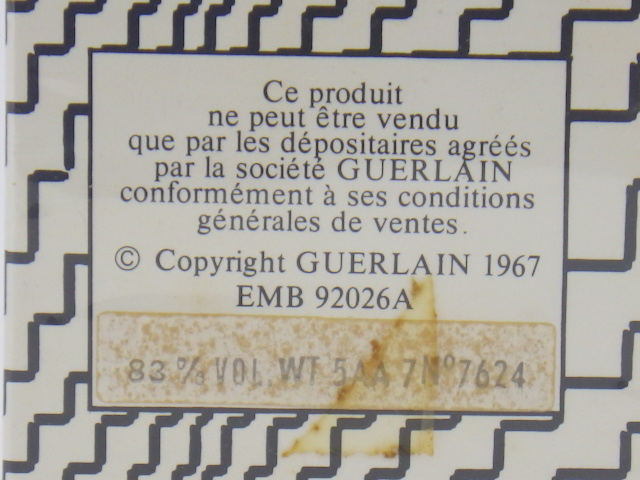 Ce produit
ne peut être vendu
que par les dépositaires agréés
par la société GUERLAIN
conformément à ses conditions
générales de ventes.
© Copyright GUERLAIN 1967
EMB 92026A
83 % VOL. WT 5AA 7N°7624